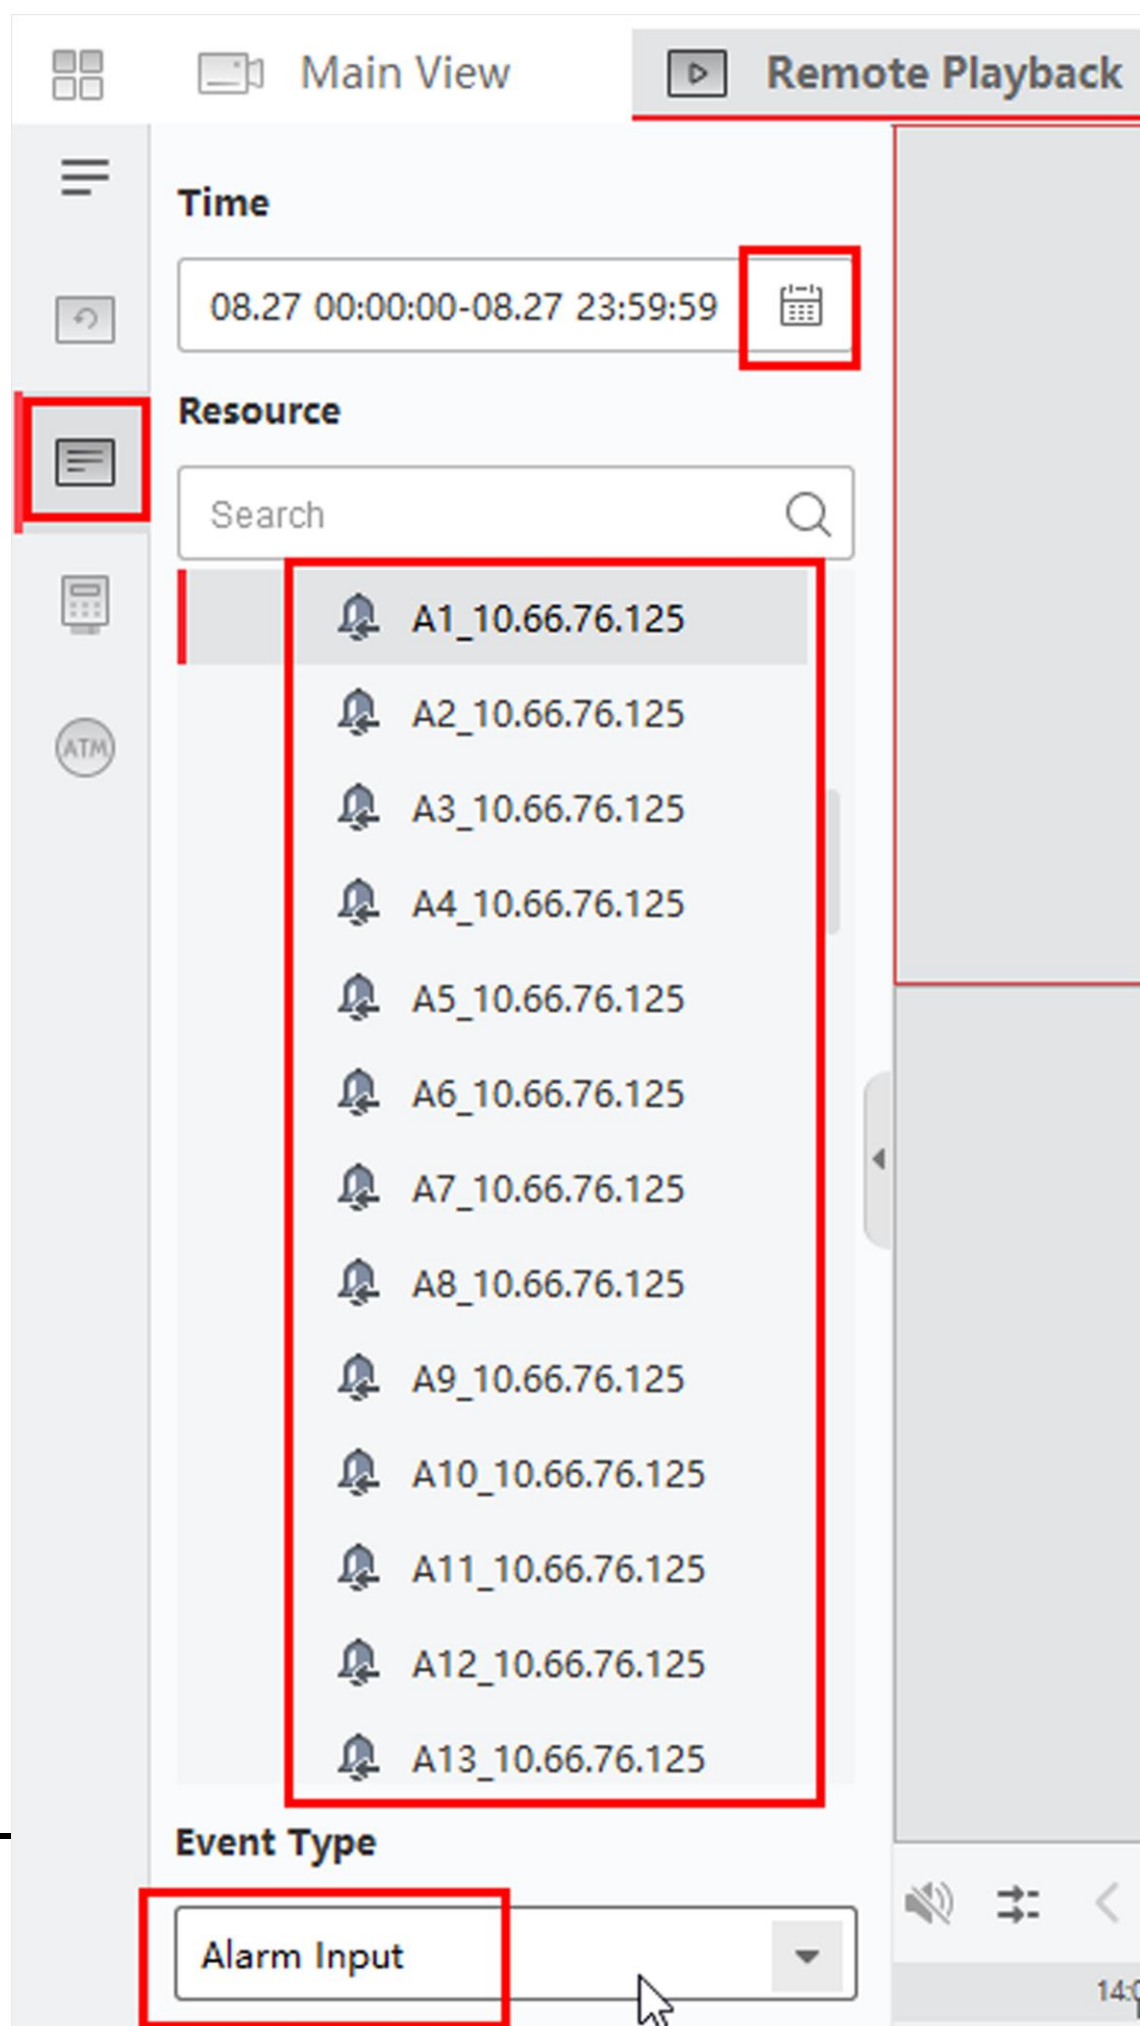 Main View
Remote Playback
Time
08.27 00:00:00-08.27 23:59:59
Resource
Search
A1_10.66.76.125
A2_10.66.76.125
A3_10.66.76.125
ATM
A4_10.66.76.125
A5_10.66.76.125
A6_10.66.76.125
A7_10.66.76.125
A8_10.66.76.125
A9_10.66.76.125
A10_10.66.76.125
A11_10.66.76.125
A12_10.66.76.125
A13_10.66.76.125
Event Type
Alarm Input